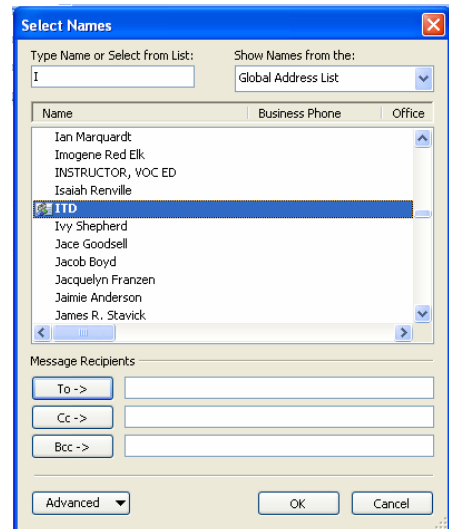 Select Names
Type Name or Select from List: Show Names from the:
I Global Address List
Name Business Phone Office
Ian Marquardt
Imogene Red Elk
INSTRUCTOR, VOC ED
Isaiah Renville
ITD
Ivy Shepherd
Jace Goodsell
Jacob Boyd
Jacquelyn Franzen
Jaimie Anderson
James R. Stavick
Message Recipients
To ->
Cc ->
Bcc ->
Advanced OK Cancel